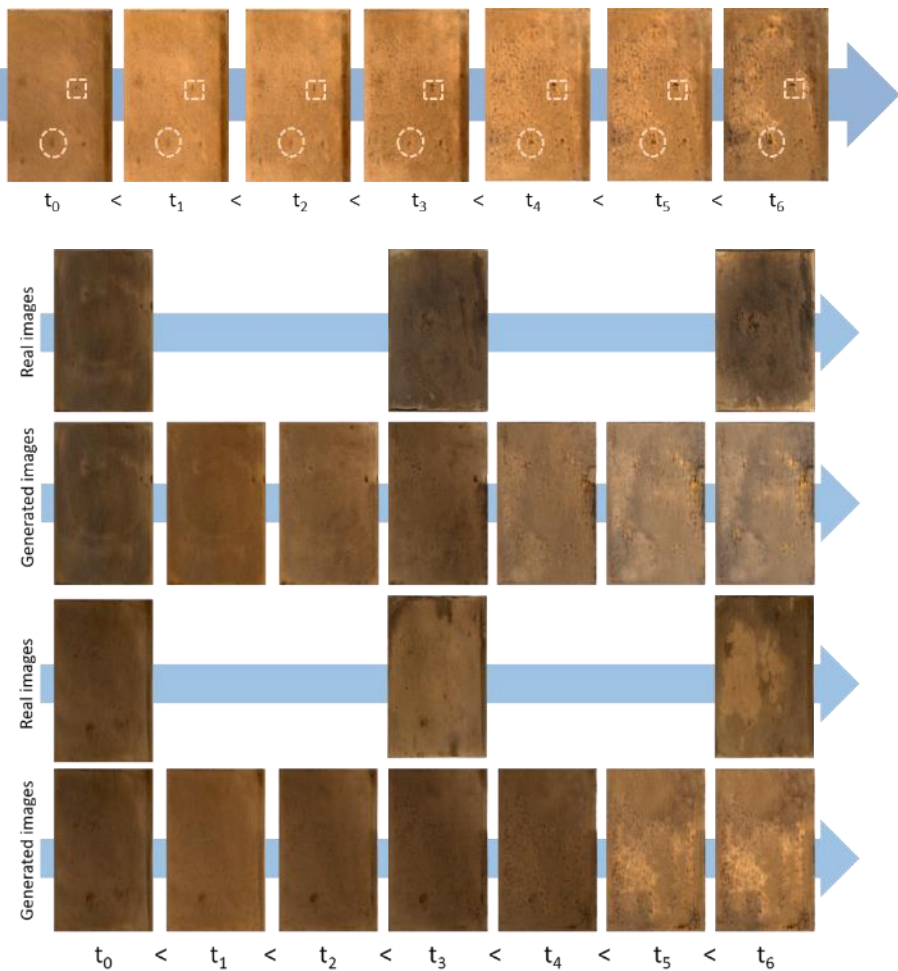 t₀ < t₁ < t₂ < t₃ < t₄ < t₅ < t₆
Real images
Generated images
Real images
Generated images
t₀ < t₁ < t₂ < t₃ < t₄ < t₅ < t₆